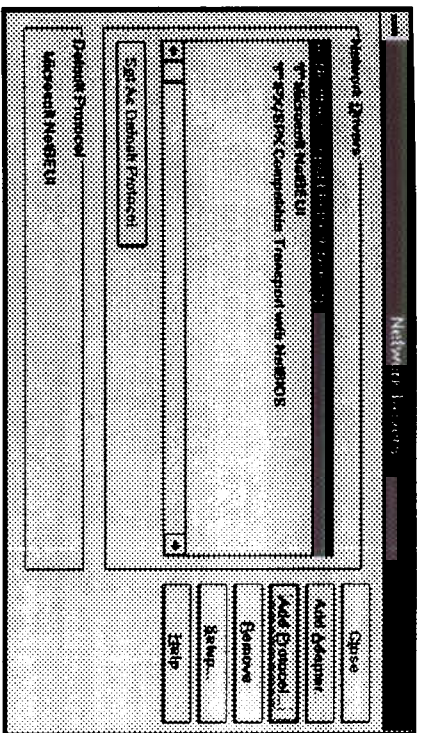 Network Drivers
Network Drivers
Microsoft NetBEUI
IPX/SPX Compatible Transport with NetBIOS
Set As Default Protocol
Default Protocol
Microsoft NetBEUI
Close
Add Adapter
Add Protocol...
Remove
Setup...
Help